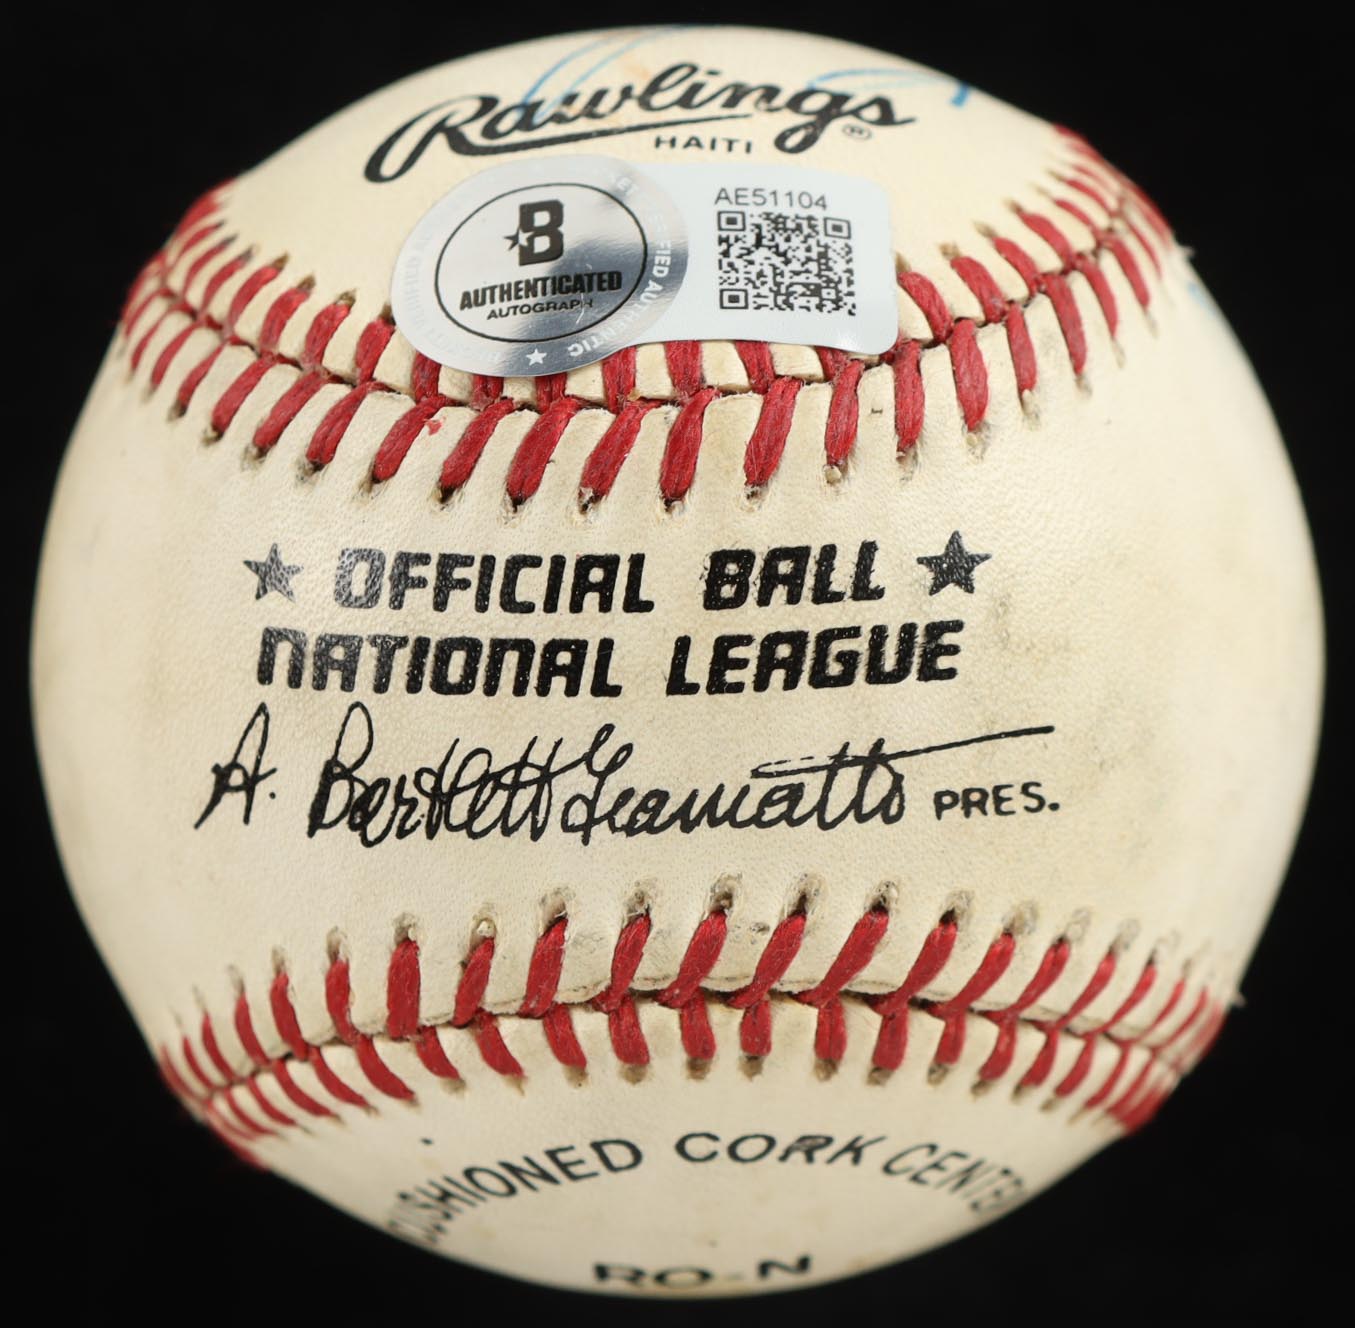 Rawlings ®
HAITI
AE51104
B
AUTHENTICATED
AUTOGRAPH
★ OFFICIAL BALL ★
NATIONAL LEAGUE
A. Bartlett Giamatti PRES.
CUSHIONED CORK CENTER
RO-N